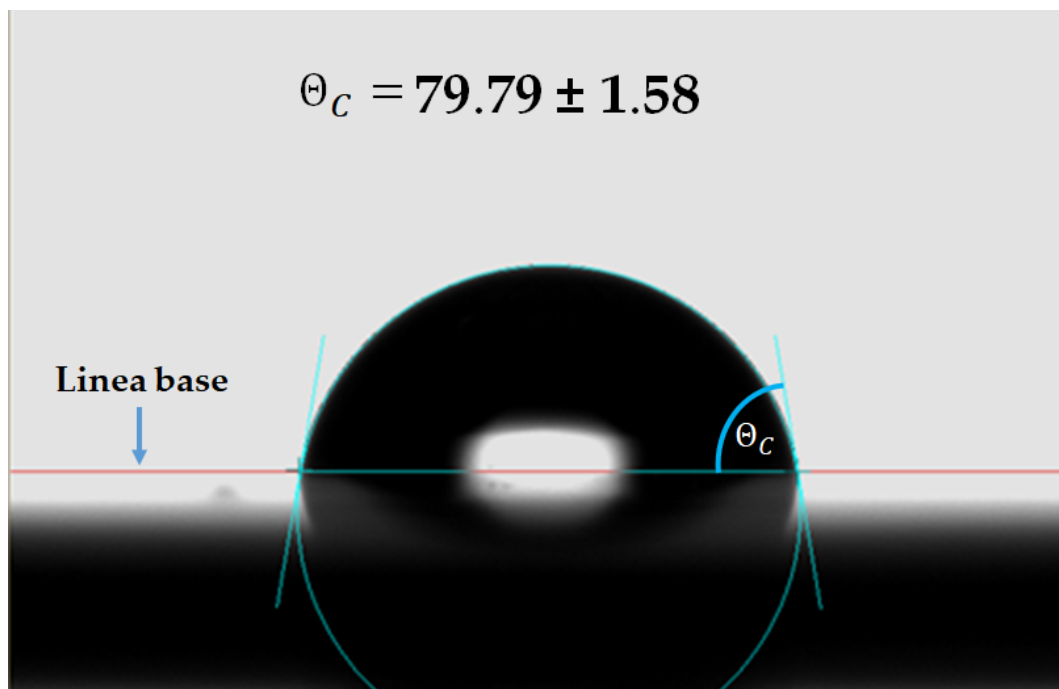 Θ_C = 79.79 ± 1.58
Linea base
Θ_C